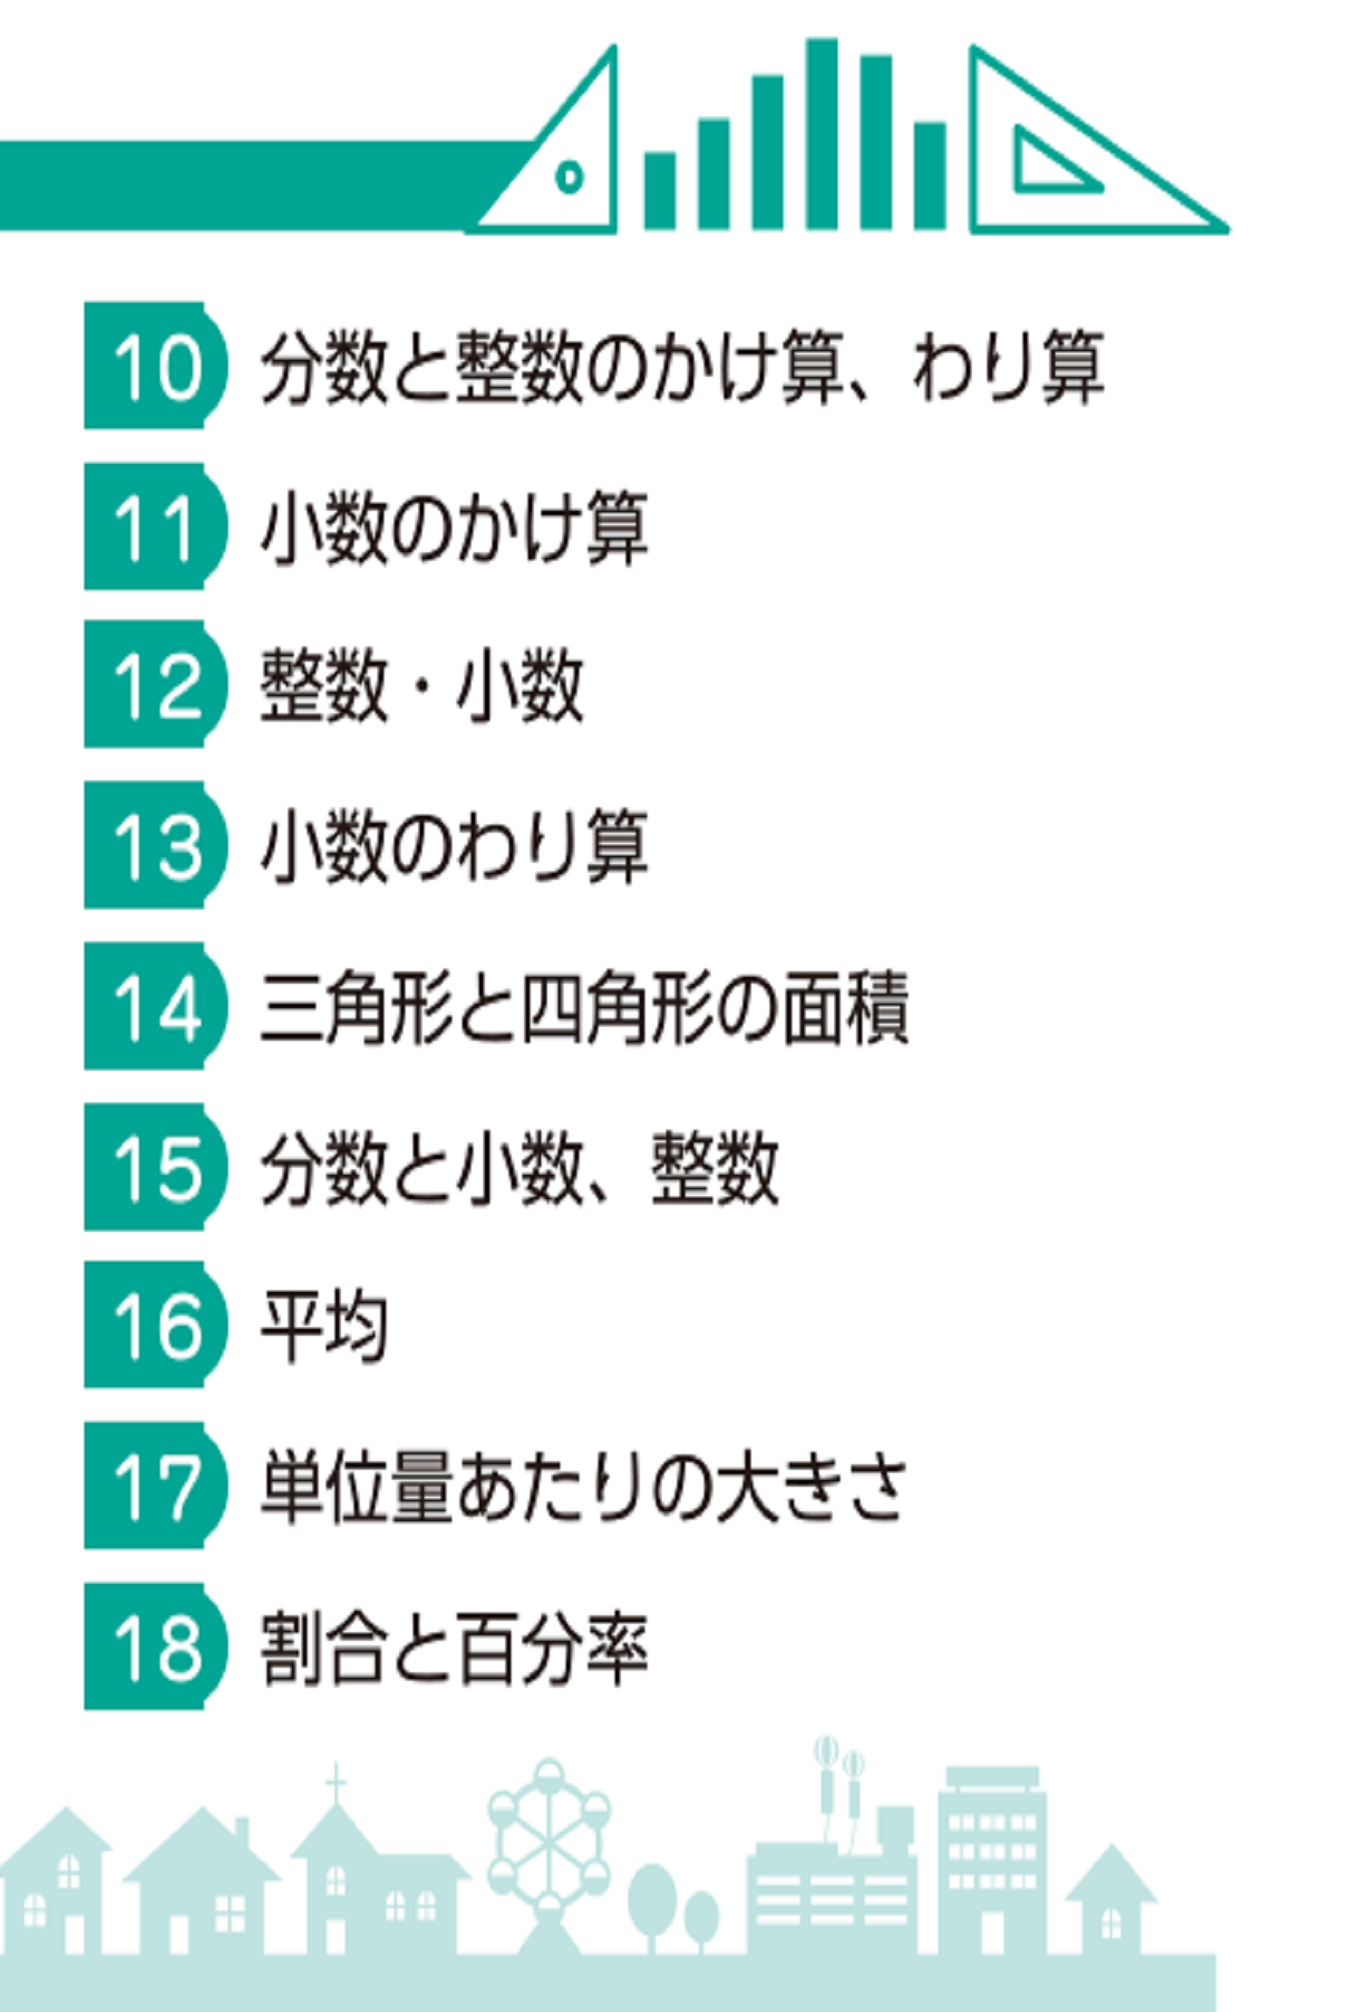 10 分数と整数のかけ算、わり算
11 小数のかけ算
12 整数・小数
13 小数のわり算
14 三角形と四角形の面積
15 分数と小数、整数
16 平均
17 単位量あたりの大きさ
18 割合と百分率